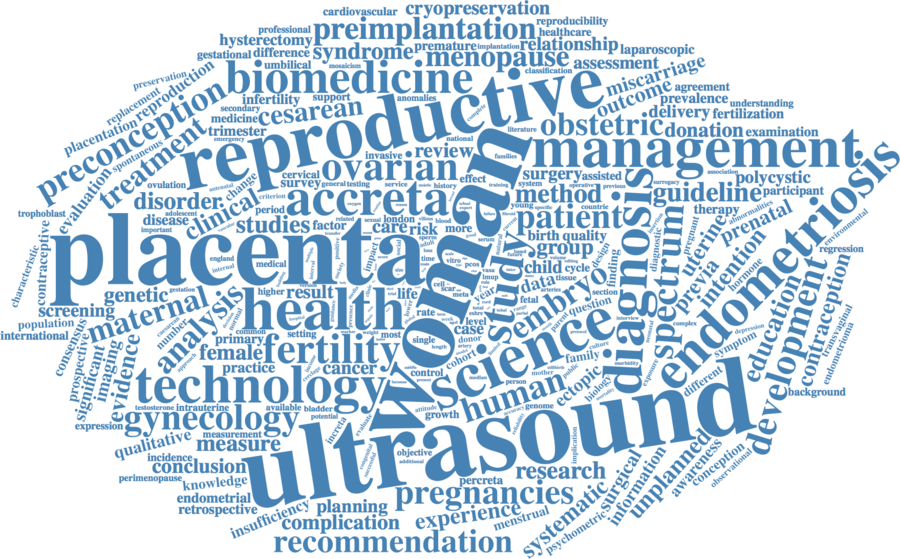 cardiovascular
cryopreservation
professional
preimplantation
reproducibility
healthcare
hysterectomy
gestational
difference
syndrome
premature
implantation
relationship
laparoscopic
umbilical
mosaicism
menopause
classification
assessment
preservation
reproduction
biomedicine
miscarriage
replacement
infertility
support
anomalies
reproductive
outcome
agreement
prevalence
understanding
placentation
preconception
secondary
medicine
cesarean
complete
delivery
fertilization
spontaneous
trimester
emergency
national
literature
obstetric
donation
examination
evaluation
treatment
invasive
review
families
management
ovarian
woman
cervical
effect
surgery
assisted
association
polycystic
ovulation
antenatal
change
survey
general
testing
service
history
training
system
operative
previous
surrogacy
guideline
participant
disorder
criterion
accreta
method
specific
countries
therapy
abnormalities
trophoblast
adolescent
disease
important
clinical
period
studies
factor
related
sexual
london
care
risk
blood
more
patient
birth
quality
diagnosis
diagnostic
spectrum
uterine
pregnant
prenatal
endometriosis
environmental
characteristic
contraceptive
placenta
england
internal
medical
impact
study
group
design
finding
previa
intention
hormone
regression
genetic
gestation
higher
result
health
life
time
vitro
child
cycle
data
tissue
section
screening
maternal
population
international
number
analysis
normal
common
primary
setting
most
rate
cell
scar
meta
year
level
case
fetal
embryo
question
interview
complex
education
development
contraception
transvaginal
endometrioma
consensus
prospective
significant
imaging
evidence
female
fertility
practice
cancer
single
length
donor
cohort
science
family
culture
morbidity
exposure
symptom
depression
technology
control
median
person
public
human
ectopic
biology
different
background
expression
testosterone
intrauterine
available
bladder
potential
attitude
growth
accuracy
genome
gynecology
increta
evaluate
ultrasound
qualitative
measurement
measure
incidence
conclusion
perimenopause
knowledge
congenital
successful
objective
additional
implication
percreta
research
endometrial
retrospective
insufficiency
planning
pregnancies
complication
experience
menstrual
recommendation
systematic
psychometric
surgical
information
unplanned
awareness
conception
observational